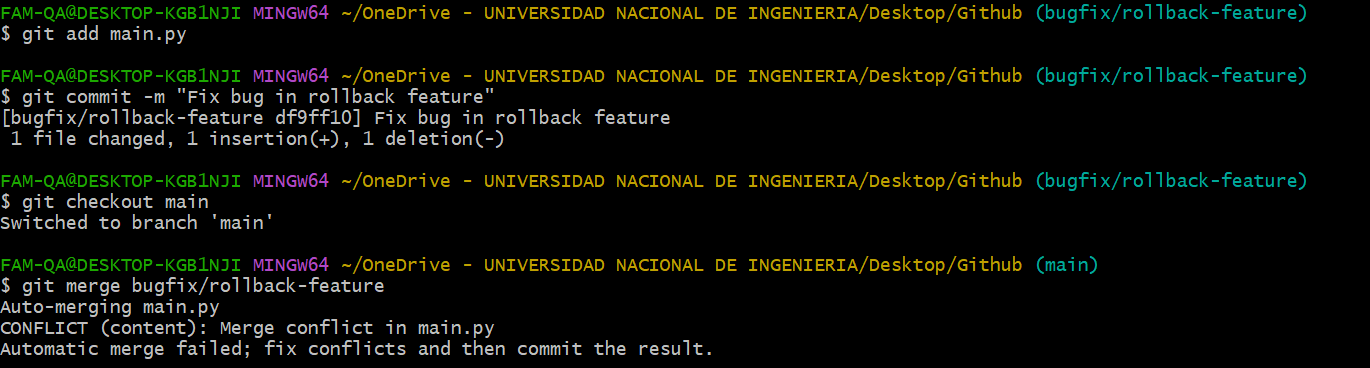 FAM-QA@DESKTOP-KGB1NJI MINGW64 ~/OneDrive - UNIVERSIDAD NACIONAL DE INGENIERIA/Desktop/Github (bugfix/rollback-feature)
$ git add main.py
FAM-QA@DESKTOP-KGB1NJI MINGW64 ~/OneDrive - UNIVERSIDAD NACIONAL DE INGENIERIA/Desktop/Github (bugfix/rollback-feature)
$ git commit -m "Fix bug in rollback feature"
[bugfix/rollback-feature df9ff10] Fix bug in rollback feature
 1 file changed, 1 insertion(+), 1 deletion(-)
FAM-QA@DESKTOP-KGB1NJI MINGW64 ~/OneDrive - UNIVERSIDAD NACIONAL DE INGENIERIA/Desktop/Github (bugfix/rollback-feature)
$ git checkout main
Switched to branch 'main'
FAM-QA@DESKTOP-KGB1NJI MINGW64 ~/OneDrive - UNIVERSIDAD NACIONAL DE INGENIERIA/Desktop/Github (main)
$ git merge bugfix/rollback-feature
Auto-merging main.py
CONFLICT (content): Merge conflict in main.py
Automatic merge failed; fix conflicts and then commit the result.